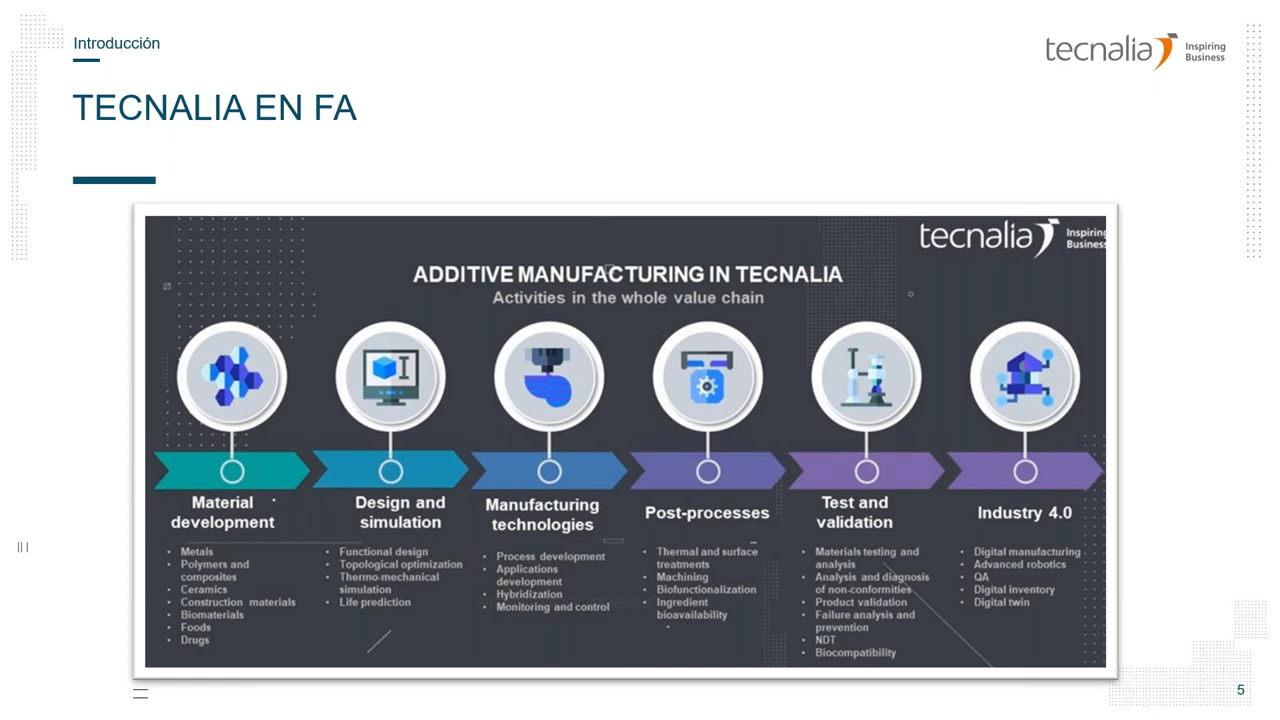 Introducción
tecnalia Inspiring
Business
TECNALIA EN FA
tecnalia Inspiring
Business
ADDITIVE MANUFACTURING IN TECNALIA
Activities in the whole value chain
Material
development
• Metals
• Polymers and
composites
• Ceramics
• Construction materials
• Biomaterials
• Foods
• Drugs
Design and
simulation
• Functional design
• Topological optimization
• Thermo-mechanical
simulation
• Life prediction
Manufacturing
technologies
• Process development
• Applications
development
• Hybridization
• Monitoring and control
Post-processes
• Thermal and surface
treatments
• Machining
• Biofunctionalization
• Ingredient
bioavailability
•
Test and
validation
• Materials testing and
analysis
• Analysis and diagnosis
of non-conformities
• Product validation
• Failure analysis and
prevention
• NDT
• Biocompatibility
Industry 4.0
• Digital manufacturing
• Advanced robotics
• QA
• Digital inventory
• Digital twin
5